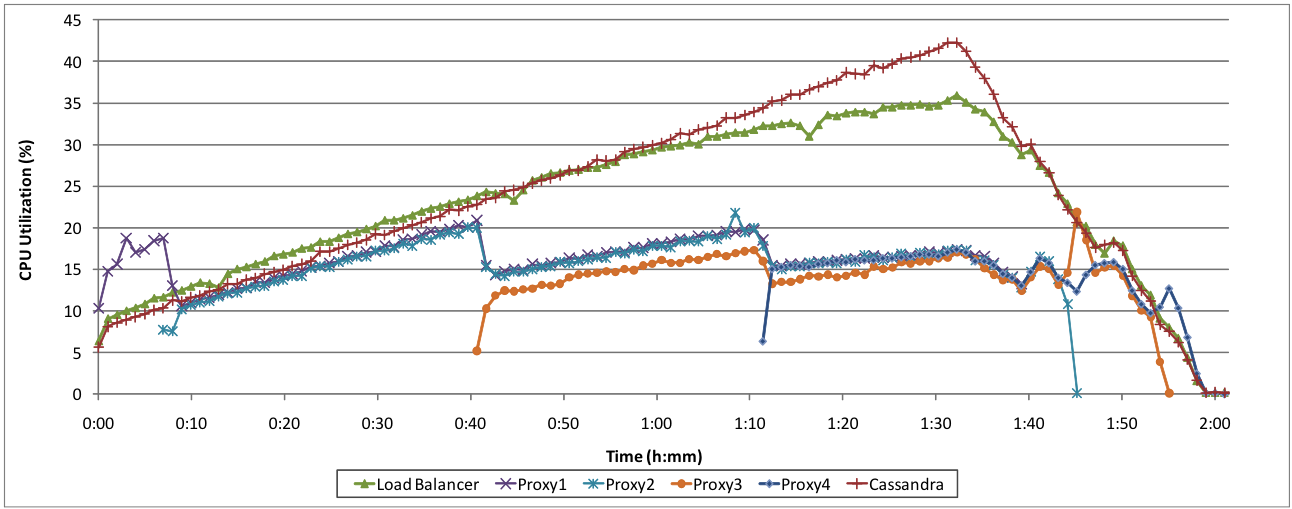 45
40
35
30
25
20
15
10
5
0
CPU Utilization (%)
0:00 0:10 0:20 0:30 0:40 0:50 1:00 1:10 1:20 1:30 1:40 1:50 2:00
Time (h:mm)
Load Balancer Proxy1 Proxy2 Proxy3 Proxy4 Cassandra